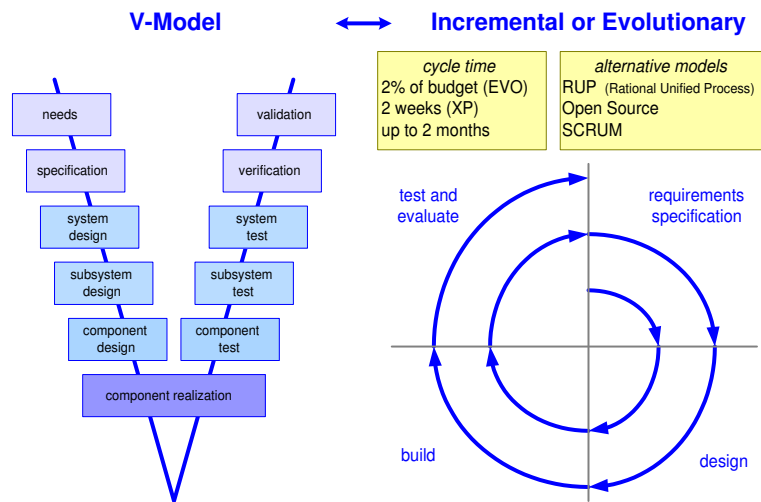 V-Model
Incremental or Evolutionary
cycle time
2% of budget (EVO)
2 weeks (XP)
up to 2 months
alternative models
RUP (Rational Unified Process)
Open Source
SCRUM
needs
validation
specification
verification
system
design
system
test
subsystem
design
subsystem
test
component
design
component
test
component realization
test and
evaluate
requirements
specification
build
design